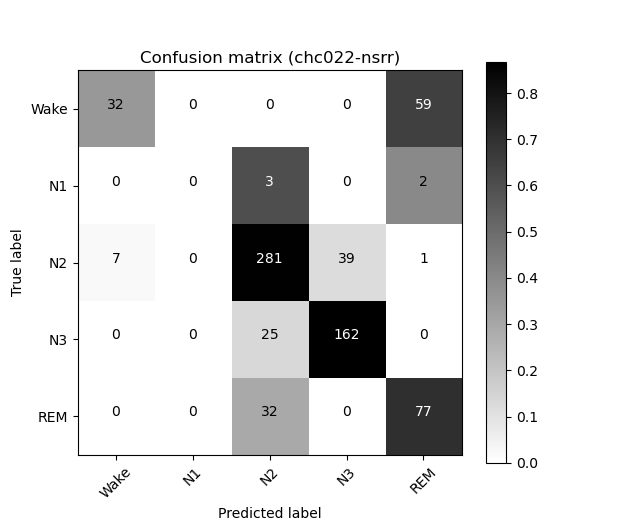 Confusion matrix (chc022-nsrr)
Wake 32 0 0 0 59
N1 0 0 3 0 2
N2 7 0 281 39 1
N3 0 0 25 162 0
REM 0 0 32 0 77
Wake N1 N2 N3 REM
Predicted label
True label
0.8
0.7
0.6
0.5
0.4
0.3
0.2
0.1
0.0